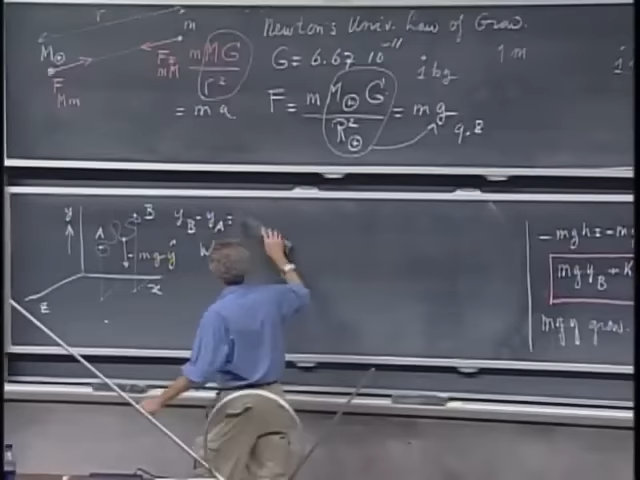 r
m
Newton's Univ. Law of Grav.
M⊕
F mM = m MG / r²
G = 6.67 10⁻¹¹
1 kg
1 m
F Mm
= m a
F = m M⊕ G / R⊕² = m g
9.8
y
A
B
-mg ŷ
x
z
y_B - y_A =
W
-mgh = -m
mg y_B + K
mg y grav.